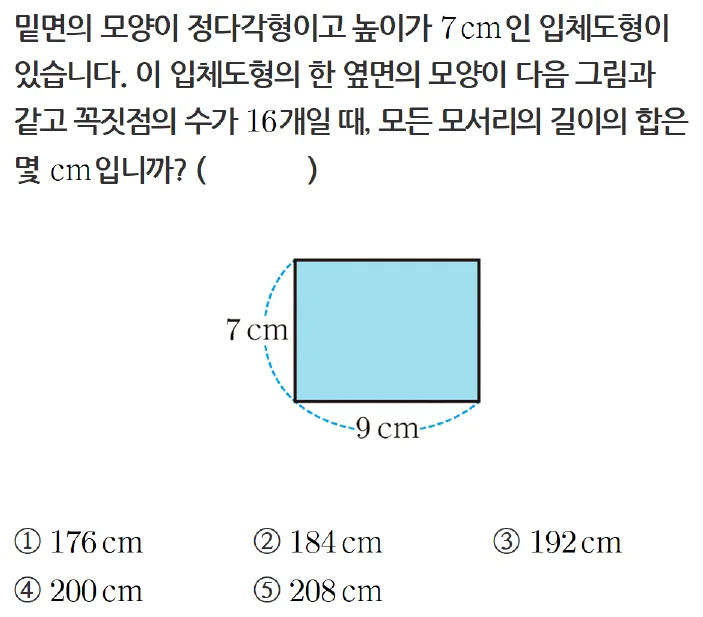 밑면의 모양이 정다각형이고 높이가 7 cm인 입체도형이
있습니다. 이 입체도형의 한 옆면의 모양이 다음 그림과
같고 꼭짓점의 수가 16개일 때, 모든 모서리의 길이의 합은
몇 cm입니까? (          )
7 cm
9 cm
① 176 cm ② 184 cm ③ 192 cm
④ 200 cm ⑤ 208 cm